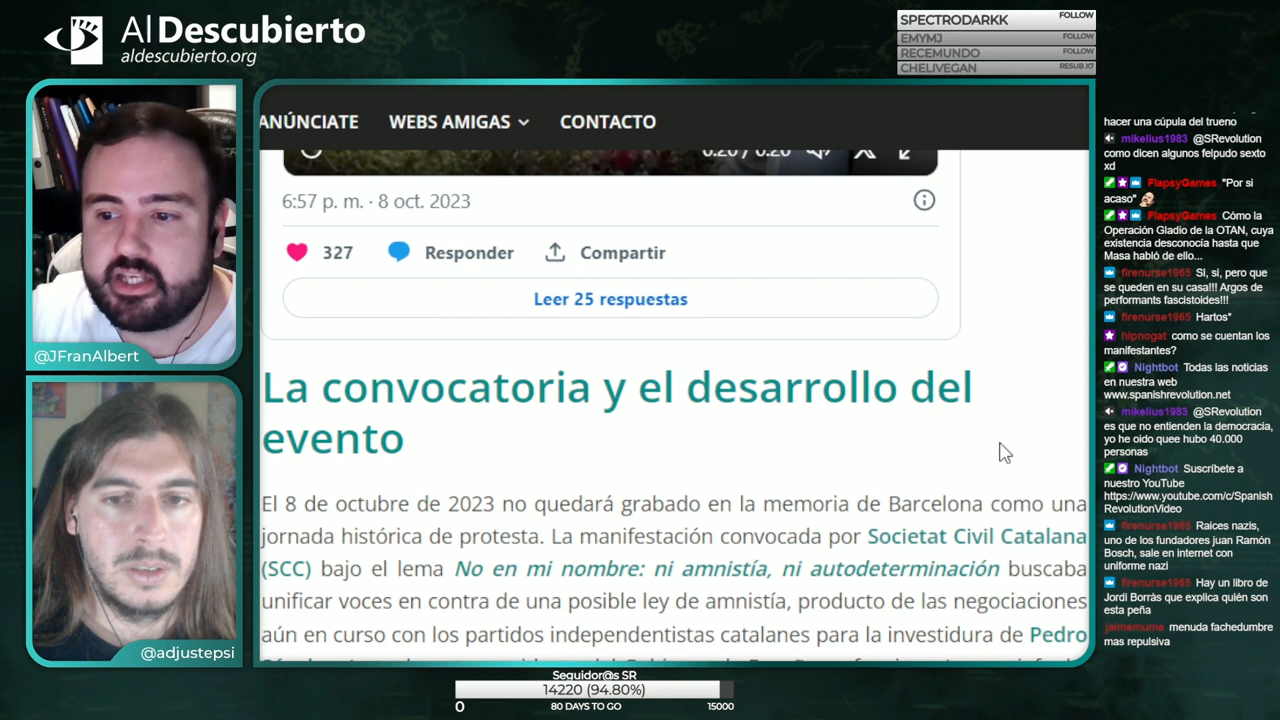 Al Descubierto
aldescubierto.org
SPECTRODARKK FOLLOW
EMYMJ FOLLOW
RECEMUNDO FOLLOW
CHELIVEGAN RESUB X7
@JFranAlbert
@adjustepsi
ANÚNCIATE WEBS AMIGAS CONTACTO
0:20 / 0:20
6:57 p. m. · 8 oct. 2023
327 Responder Compartir
Leer 25 respuestas
La convocatoria y el desarrollo del
evento
El 8 de octubre de 2023 no quedará grabado en la memoria de Barcelona como una
jornada histórica de protesta. La manifestación convocada por Societat Civil Catalana
(SCC) bajo el lema No en mi nombre: ni amnistía, ni autodeterminación buscaba
unificar voces en contra de una posible ley de amnistía, producto de las negociaciones
aún en curso con los partidos independentistas catalanes para la investidura de Pedro
hacer una cúpula del trueno
mikelius1983 @SRevolution
como dicen algunos felpudo sexto
xd
FlapsyGames "Por si
acaso"
FlapsyGames Cómo la
Operación Gladio de la OTAN, cuya
existencia desconocía hasta que
Masa habló de ello...
firenurse1965 Si, si, pero que
se queden en su casa!!! Argos de
performants fascistoides!!!
firenurse1965 Hartos*
hipnogat como se cuentan los
manifestantes?
Nightbot Todas las noticias
en nuestra web
www.spanishrevolution.net
mikelius1983 @SRevolution
es que no entienden la democracia,
yo he oido quee hubo 40.000
personas
Nightbot Suscríbete a
nuestro YouTube
https://www.youtube.com/c/Spanish
RevolutionVideo
firenurse1965 Raices nazis,
uno de los fundadores juan Ramón
Bosch, sale en internet con
uniforme nazi
firenurse1965 Hay un libro de
Jordi Borràs que explica quién son
esta peña
jaimemume menuda fachedumbre
mas repulsiva
Seguidor@s SR
14220 (94.80%)
0 80 DAYS TO GO 15000